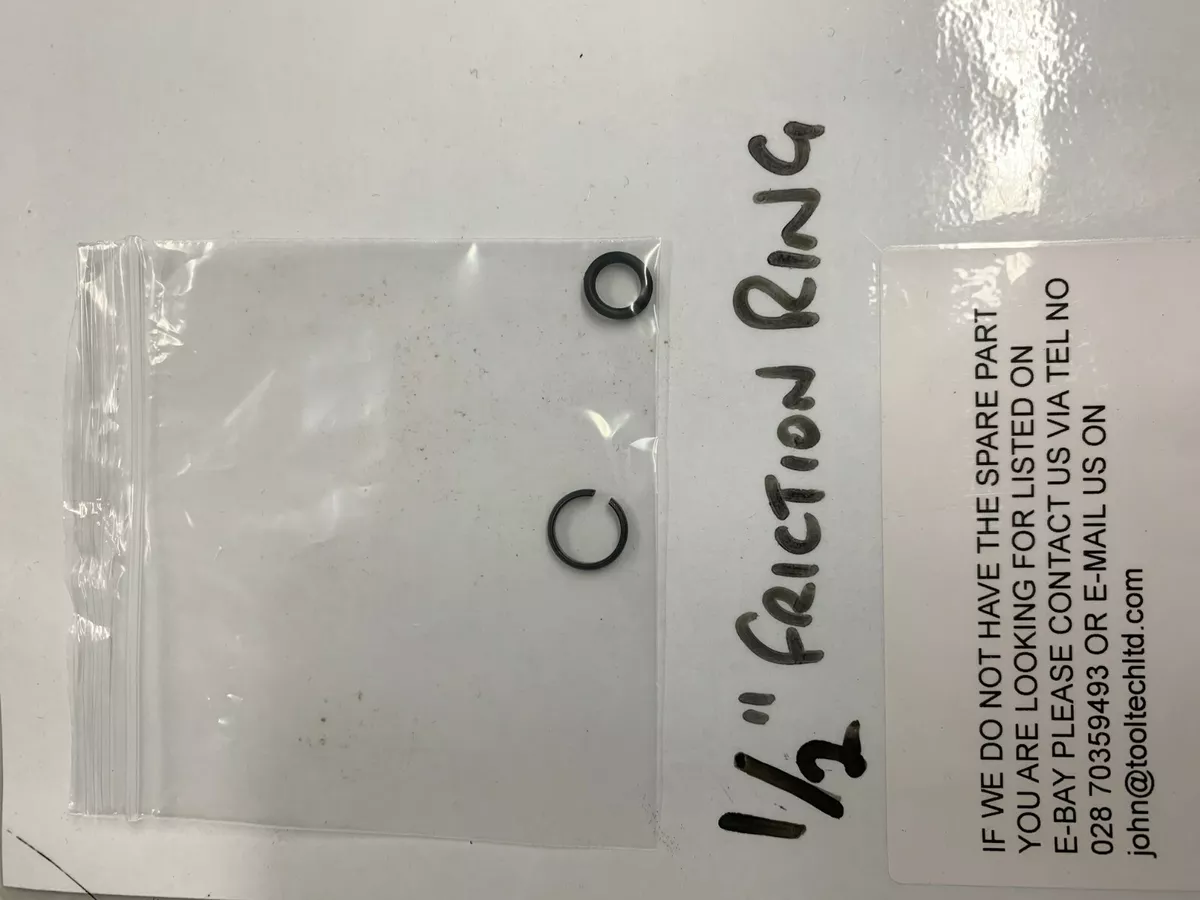 1/2" FRICTION RING
IF WE DO NOT HAVE THE SPARE PART
YOU ARE LOOKING FOR LISTED ON
E-BAY PLEASE CONTACT US VIA TEL NO
028 70359493 OR E-MAIL US ON
john@tooltechltd.com